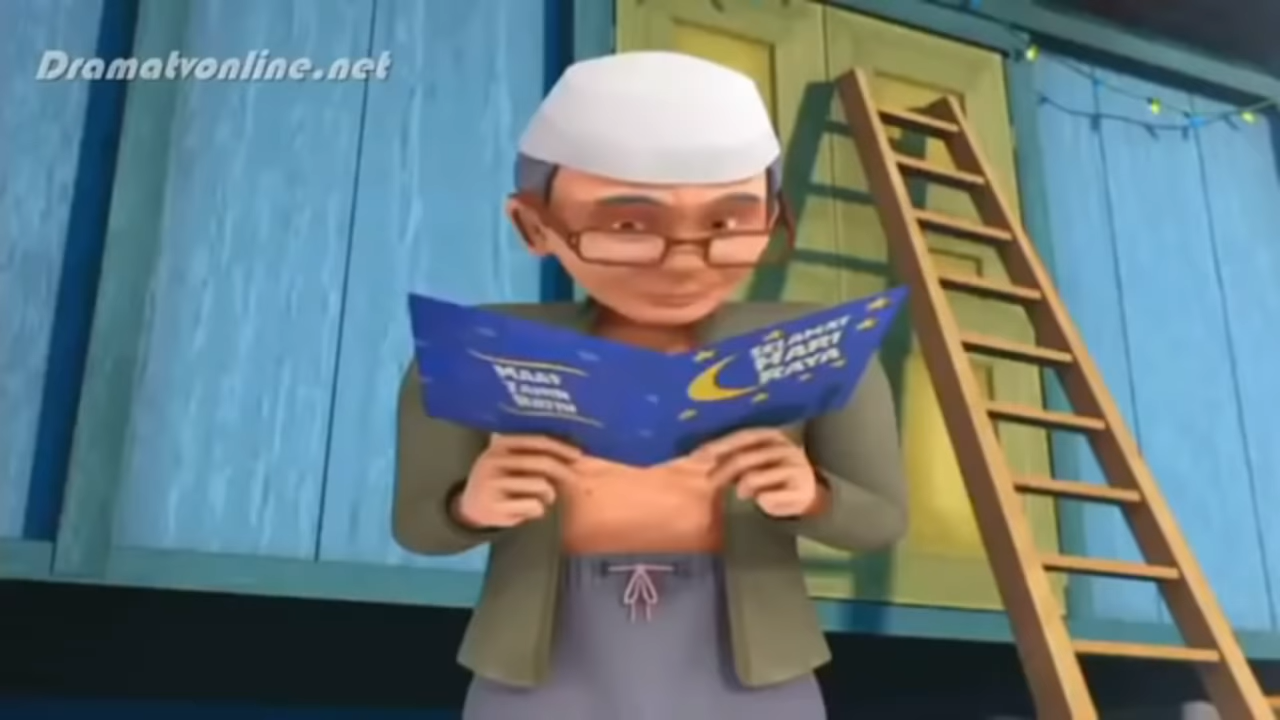 Dramatvonline.net
MAAF
ZAHIR
BATIN
SELAMAT
HARI
RAYA